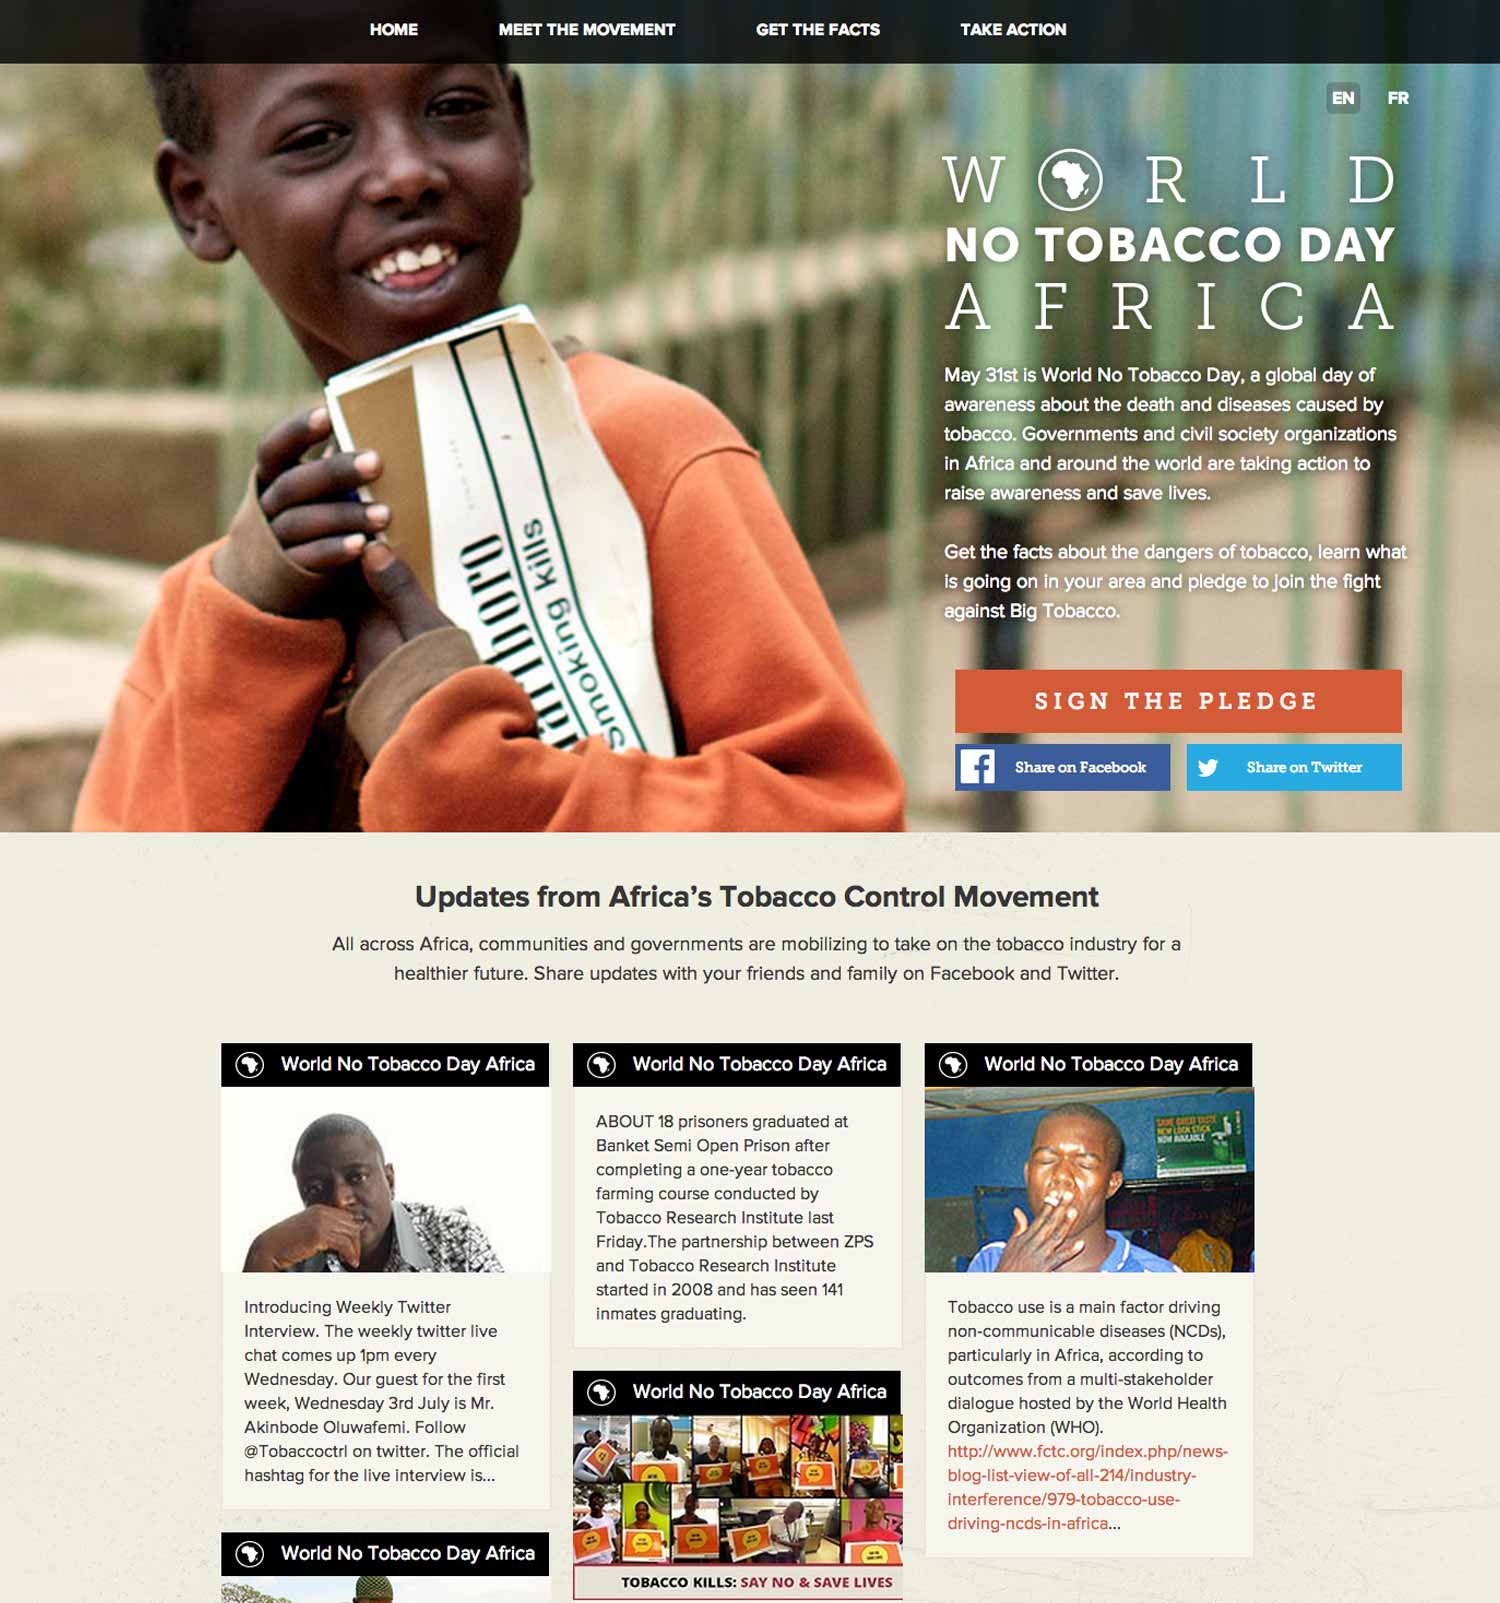 HOME MEET THE MOVEMENT GET THE FACTS TAKE ACTION
EN FR
W RLD
NO TOBACCO DAY
AFRICA
May 31st is World No Tobacco Day, a global day of
awareness about the death and diseases caused by
tobacco. Governments and civil society organizations
in Africa and around the world are taking action to
raise awareness and save lives.
Get the facts about the dangers of tobacco, learn what
is going on in your area and pledge to join the fight
against Big Tobacco.
SIGN THE PLEDGE
Share on Facebook Share on Twitter
Smoking kills
Updates from Africa's Tobacco Control Movement
All across Africa, communities and governments are mobilizing to take on the tobacco industry for a
healthier future. Share updates with your friends and family on Facebook and Twitter.
World No Tobacco Day Africa
Introducing Weekly Twitter
Interview. The weekly twitter live
chat comes up 1pm every
Wednesday. Our guest for the first
week, Wednesday 3rd July is Mr.
Akinbode Oluwafemi. Follow
@Tobaccoctrl on twitter. The official
hashtag for the live interview is...
World No Tobacco Day Africa
World No Tobacco Day Africa
ABOUT 18 prisoners graduated at
Banket Semi Open Prison after
completing a one-year tobacco
farming course conducted by
Tobacco Research Institute last
Friday.The partnership between ZPS
and Tobacco Research Institute
started in 2008 and has seen 141
inmates graduating.
World No Tobacco Day Africa
TOBACCO KILLS: SAY NO & SAVE LIVES
World No Tobacco Day Africa
SAME GREAT TASTE
NEW LOOK STICK
NOW AVAILABLE
Tobacco use is a main factor driving
non-communicable diseases (NCDs),
particularly in Africa, according to
outcomes from a multi-stakeholder
dialogue hosted by the World Health
Organization (WHO).
http://www.fctc.org/index.php/news-
blog-list-view-of-all-214/industry-
interference/979-tobacco-use-
driving-ncds-in-africa...